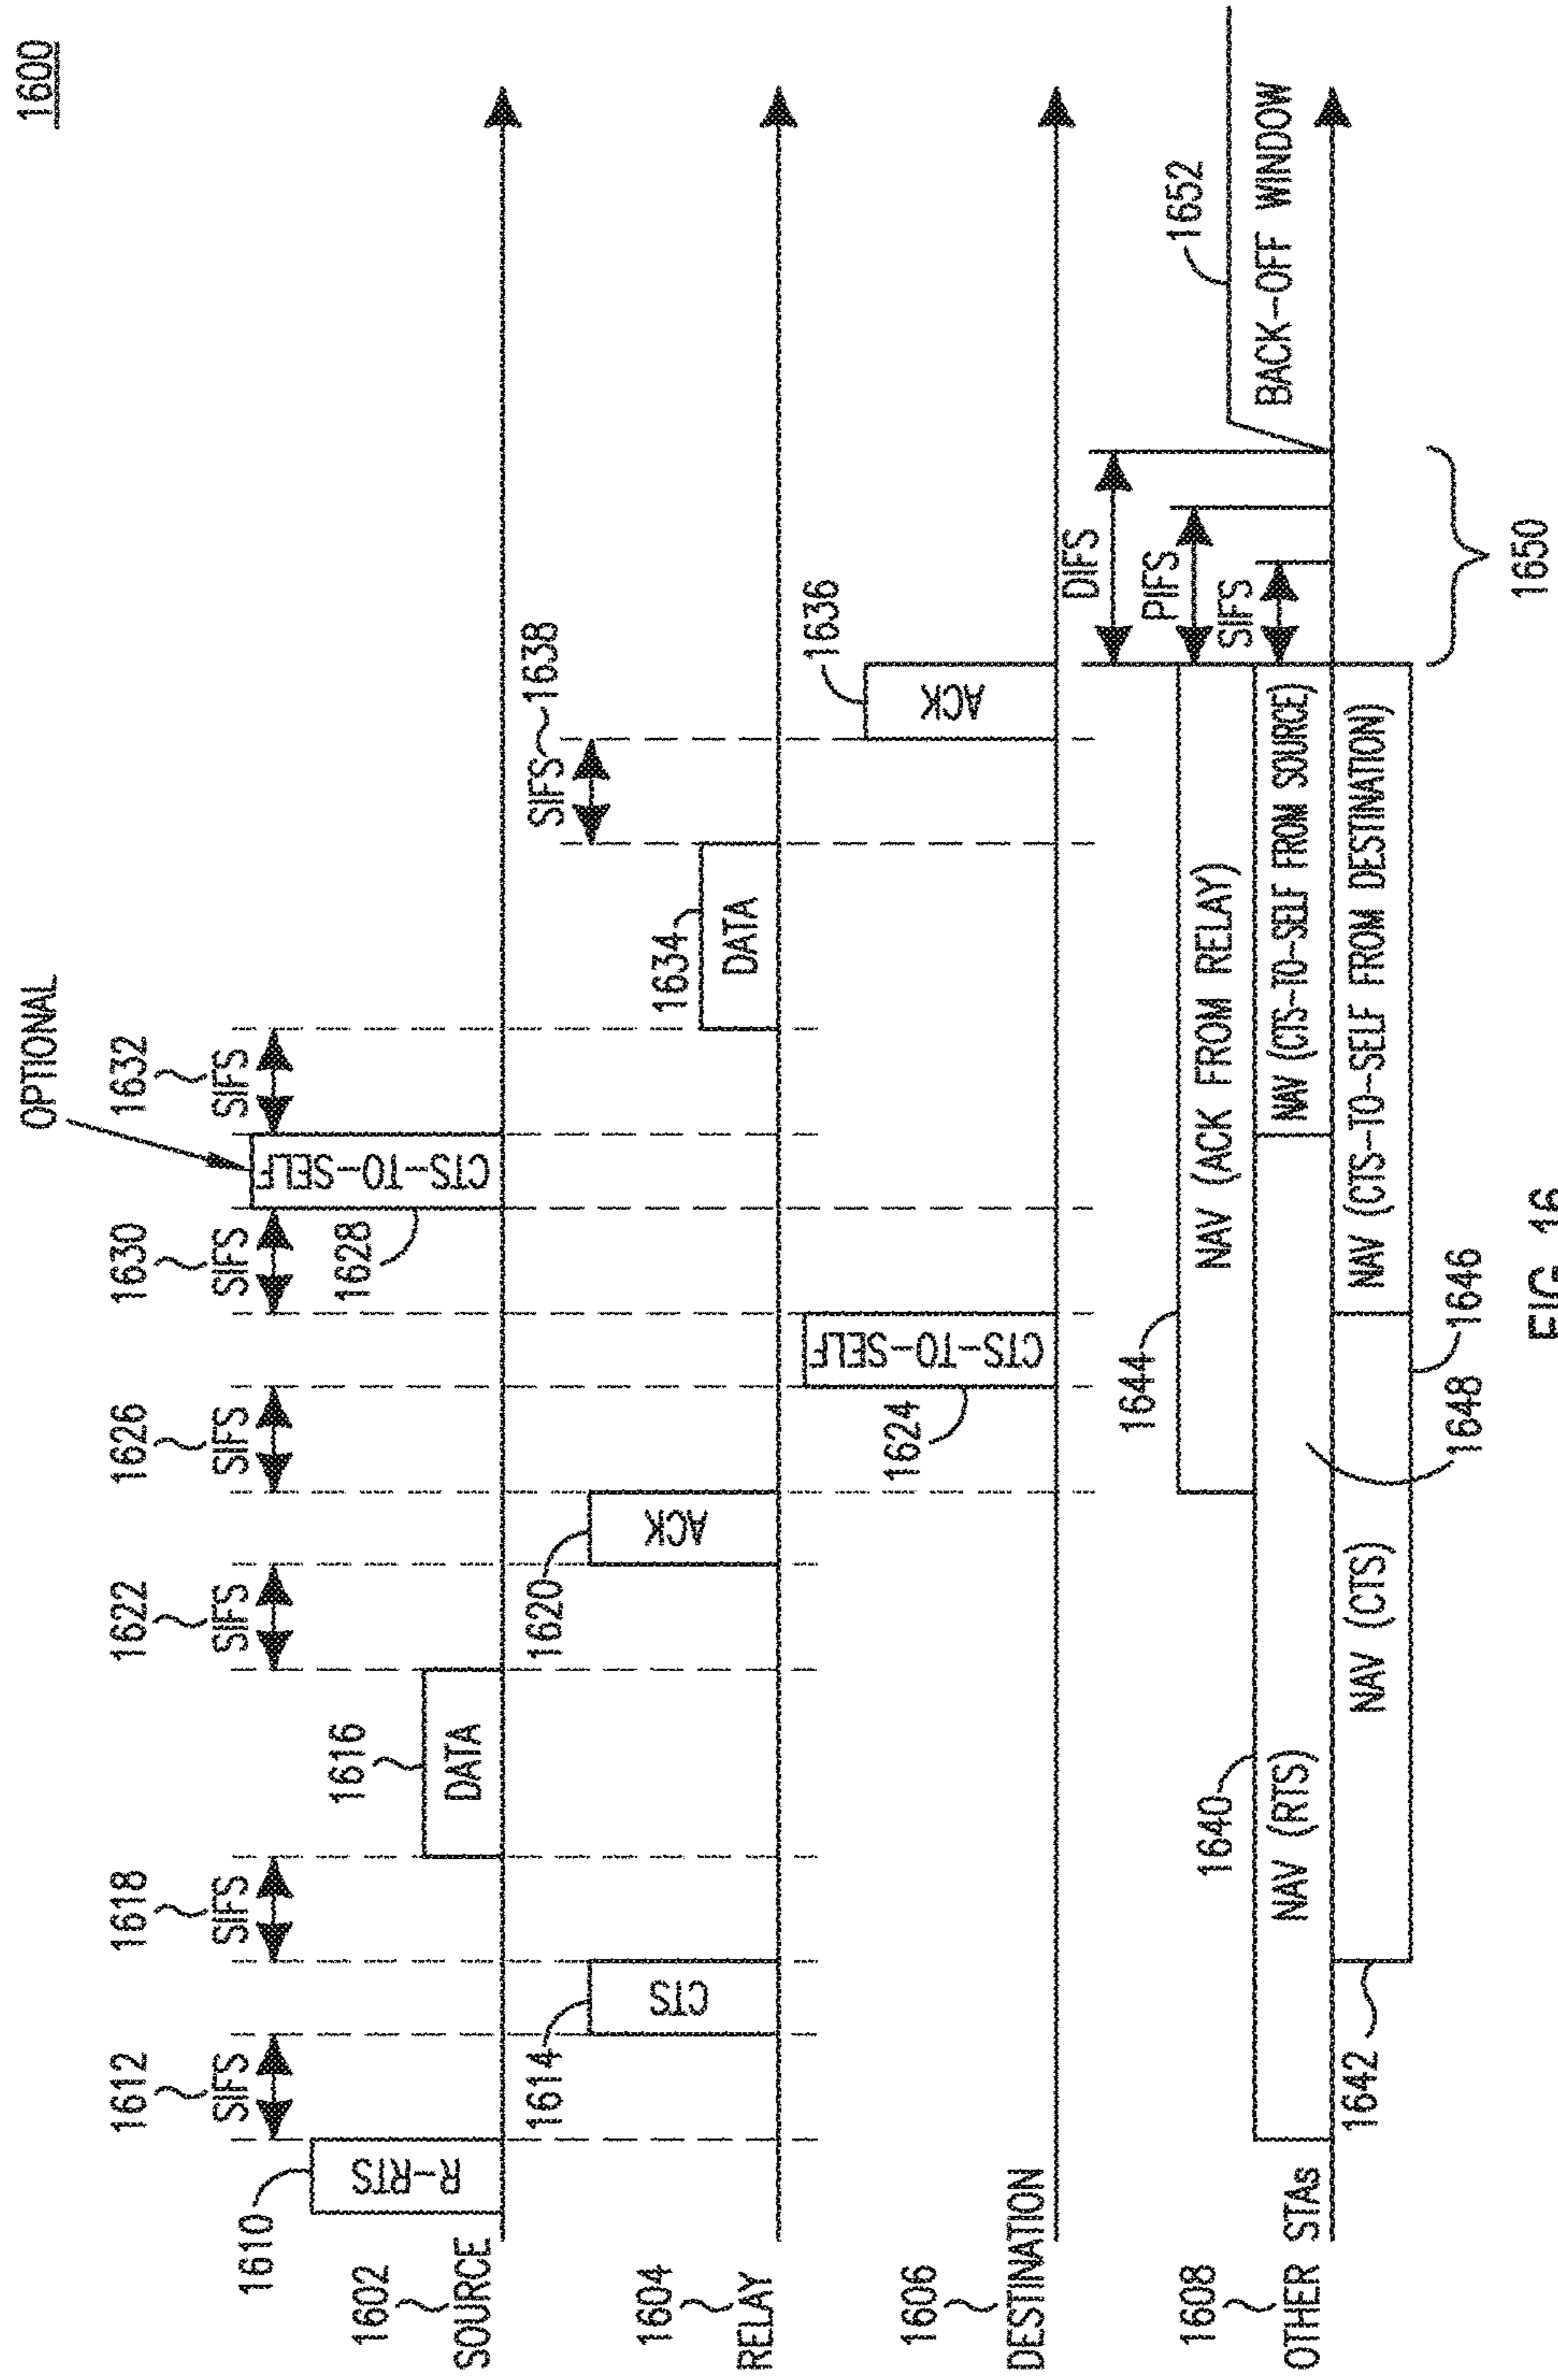 1600
OPTIONAL
1612
SIFS
1618
SIFS
1622
SIFS
1626
SIFS
1630
SIFS
1632
SIFS
1610
R-RTS
1616
DATA
1628
CTS-TO-SELF
1602
SOURCE
1614
CTS
1620
ACK
1634
DATA
SIFS
1638
1604
RELAY
1624
CTS-TO-SELF
1636
ACK
1606
DESTINATION
DIFS
PIFS
SIFS
1652
BACK-OFF WINDOW
1644
NAV (ACK FROM RELAY)
1640
NAV (RTS)
NAV (CTS-TO-SELF FROM SOURCE)
1608
OTHER STAs
1642
NAV (CTS)
NAV (CTS-TO-SELF FROM DESTINATION)
1648
1646
1650
FIG. 16